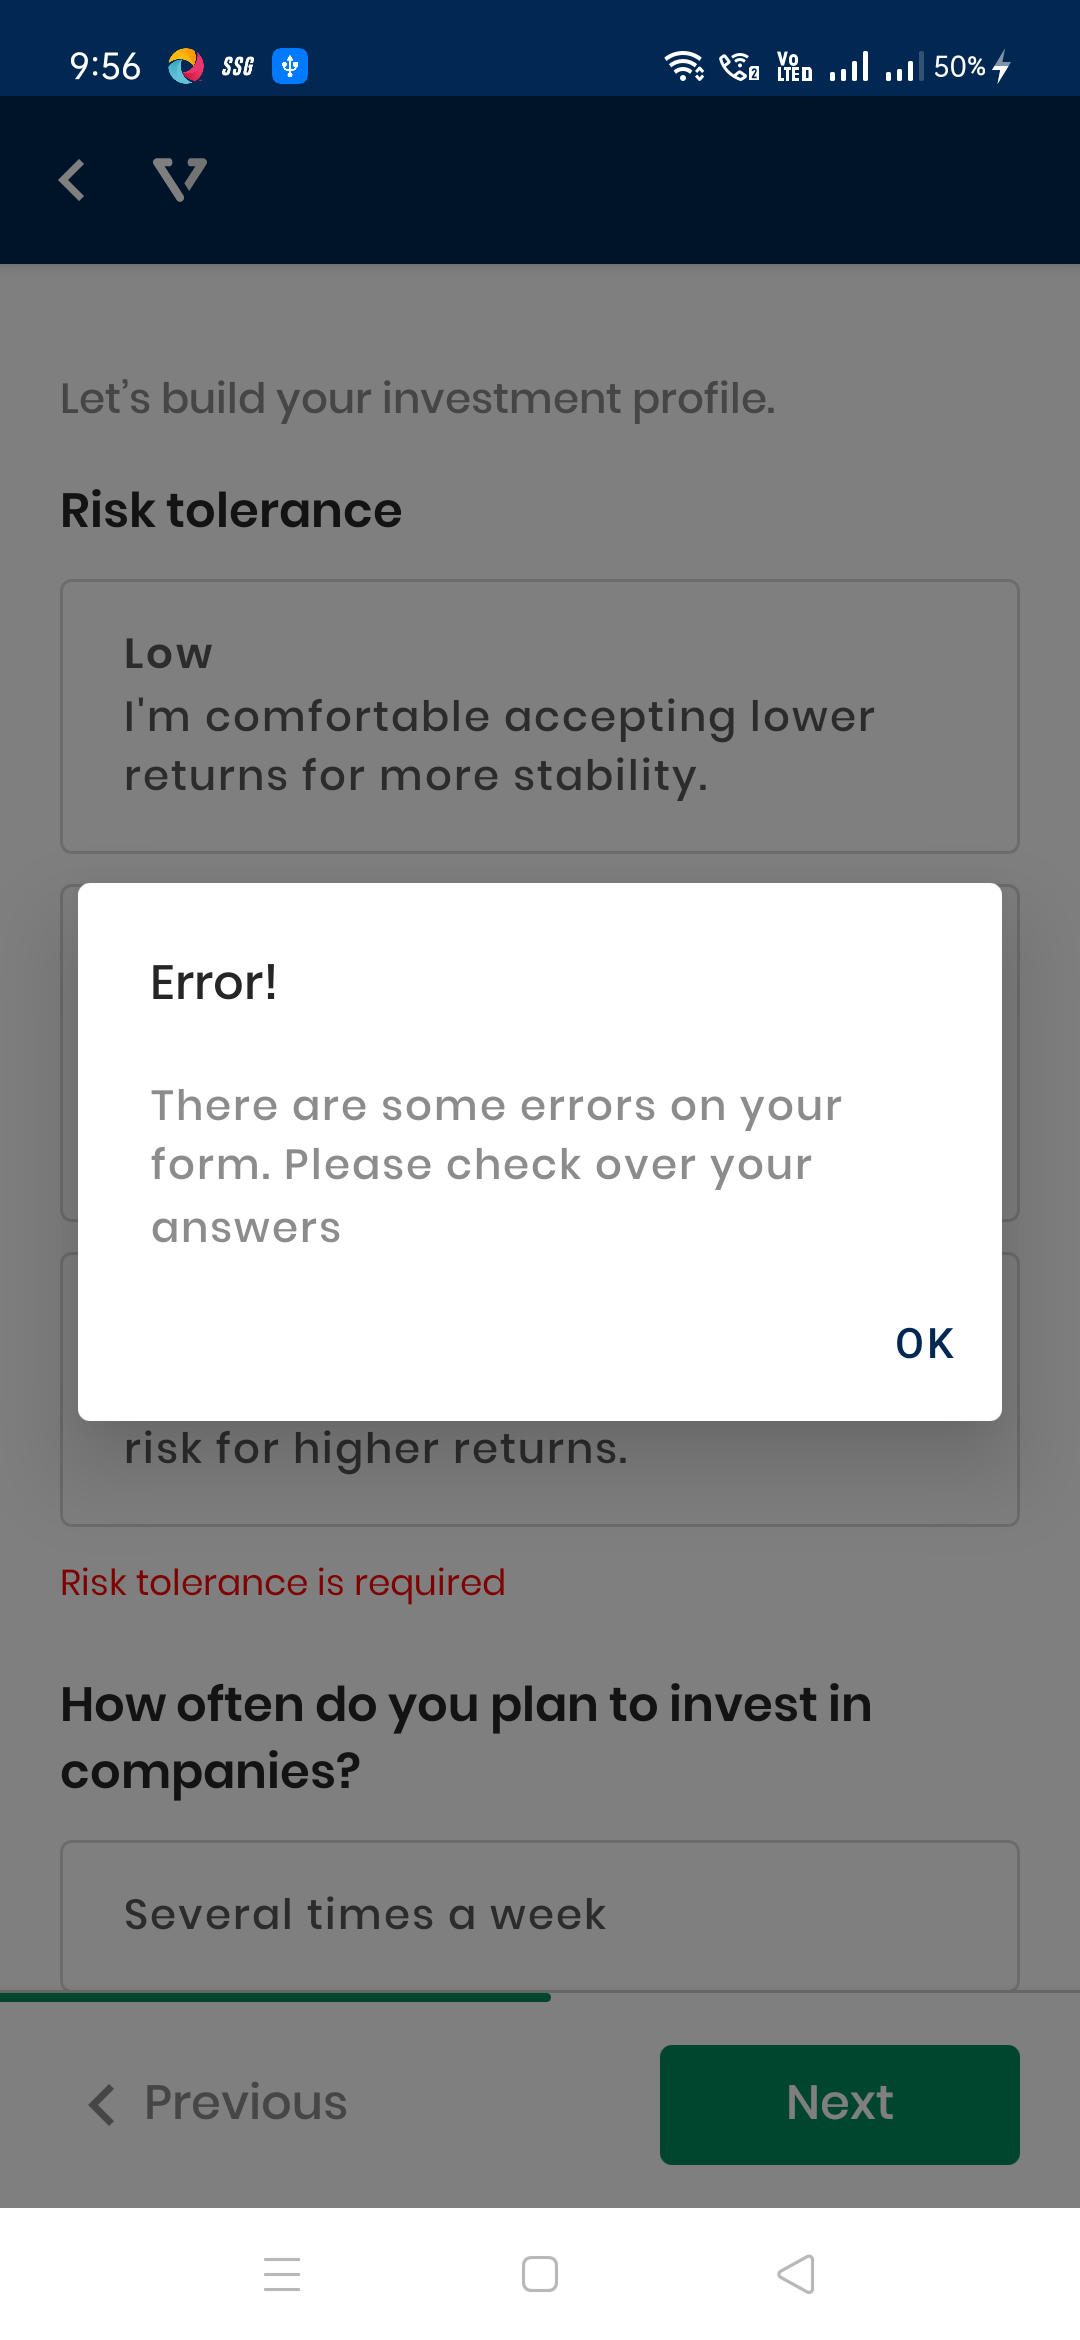 9:56 SSG Vo LTE D 50%
Let's build your investment profile.
Risk tolerance
Low
I'm comfortable accepting lower
returns for more stability.
Error!
There are some errors on your
form. Please check over your
answers
OK
risk for higher returns.
Risk tolerance is required
How often do you plan to invest in
companies?
Several times a week
Previous
Next